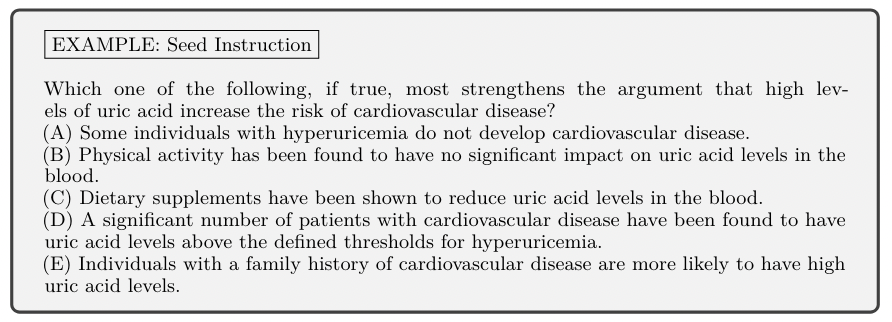 EXAMPLE: Seed Instruction
Which one of the following, if true, most strengthens the argument that high lev-
els of uric acid increase the risk of cardiovascular disease?
(A) Some individuals with hyperuricemia do not develop cardiovascular disease.
(B) Physical activity has been found to have no significant impact on uric acid levels in the
blood.
(C) Dietary supplements have been shown to reduce uric acid levels in the blood.
(D) A significant number of patients with cardiovascular disease have been found to have
uric acid levels above the defined thresholds for hyperuricemia.
(E) Individuals with a family history of cardiovascular disease are more likely to have high
uric acid levels.